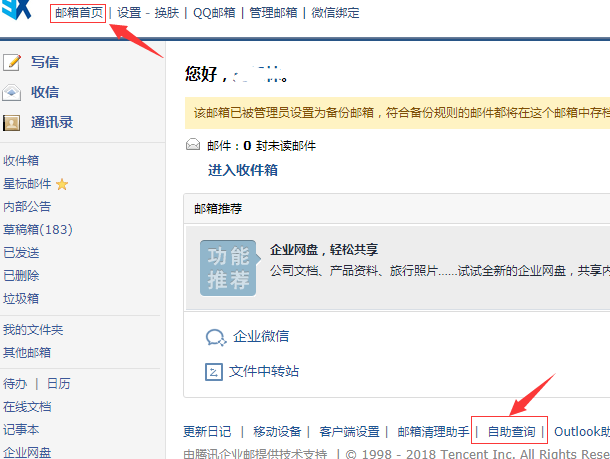 邮箱首页 | 设置 - 换肤 | QQ邮箱 | 管理邮箱 | 微信绑定
写信
收信
通讯录
收件箱
星标邮件
内部公告
草稿箱(183)
已发送
已删除
垃圾箱
我的文件夹
其他邮箱
待办 | 日历
在线文档
记事本
企业网盘
您好，
该邮箱已被管理员设置为备份邮箱，符合备份规则的邮件都将在这个邮箱中存档
邮件：0 封未读邮件
进入收件箱
邮箱推荐
功能
推荐
企业网盘，轻松共享
公司文档、产品资料、旅行照片......试试全新的企业网盘，共享内
企业微信
文件中转站
更新日记 | 移动设备 | 客户端设置 | 邮箱清理助手 | 自助查询 | Outlook助
由腾讯企业邮提供技术支持 | © 1998 - 2018 Tencent Inc. All Rights